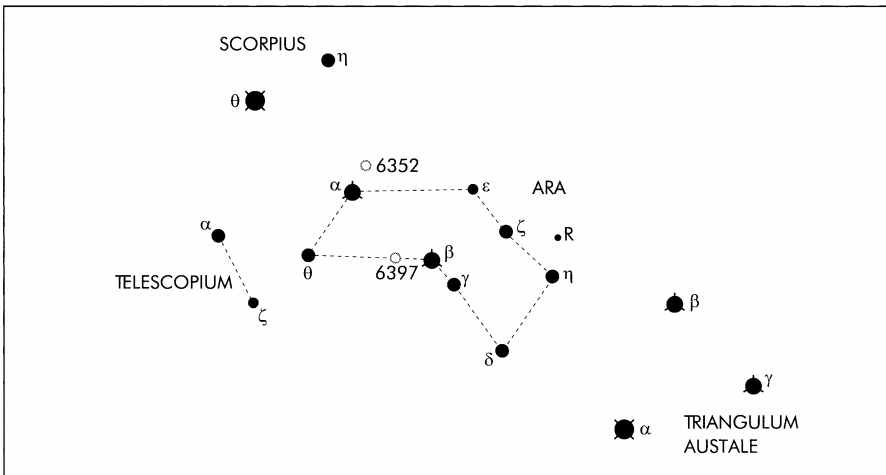 SCORPIUS
η
θ
6352
α
ε
ARA
ζ
R
α
β
θ
6397
γ
η
TELESCOPIUM
ζ
β
δ
γ
α
TRIANGULUM
AUSTALE